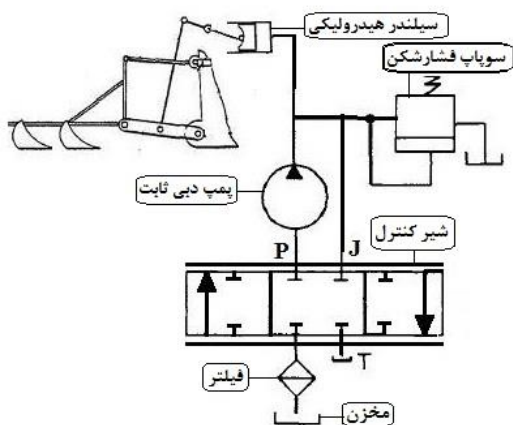 سیلندر هیدرولیکی
سوپاپ فشارشکن
پمپ دبی ثابت
شیر کنترل
P
J
T
فیلتر
مخزن